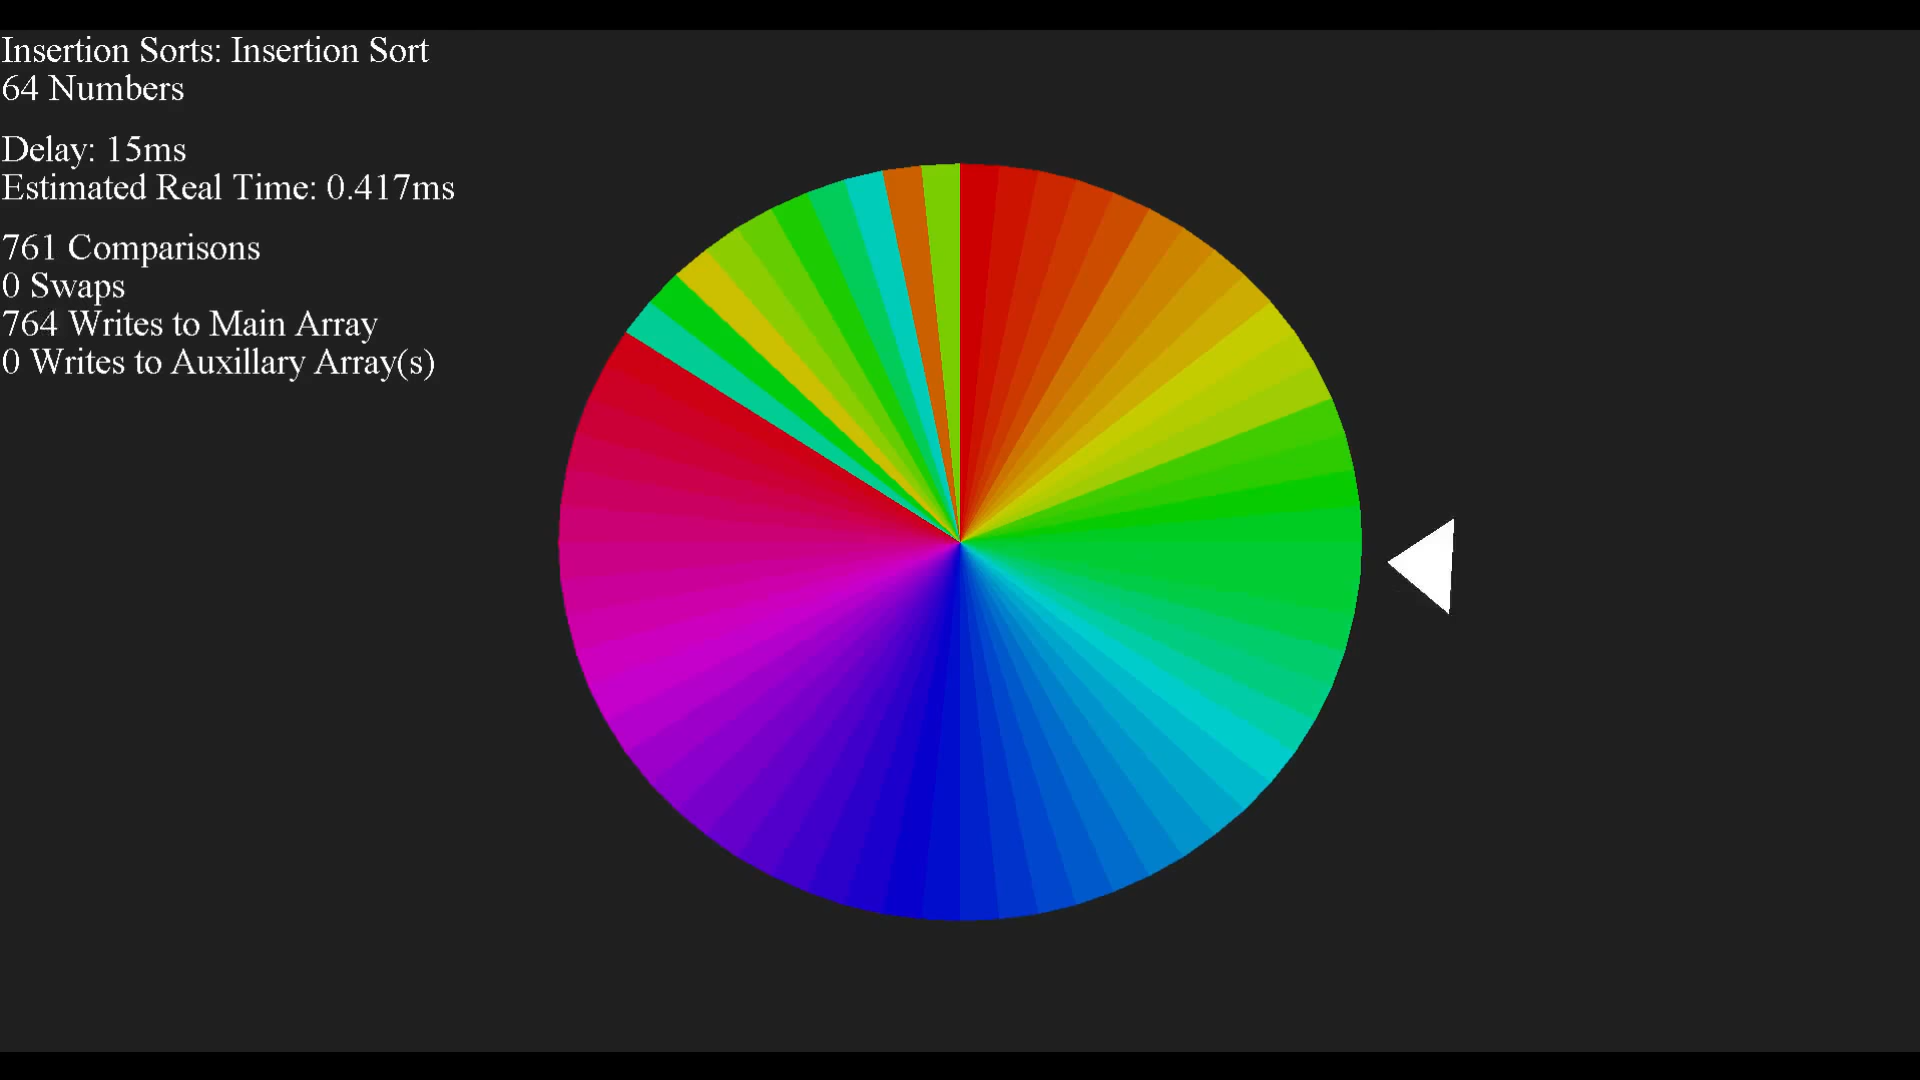 Insertion Sorts: Insertion Sort
64 Numbers
Delay: 15ms
Estimated Real Time: 0.417ms
761 Comparisons
0 Swaps
764 Writes to Main Array
0 Writes to Auxillary Array(s)